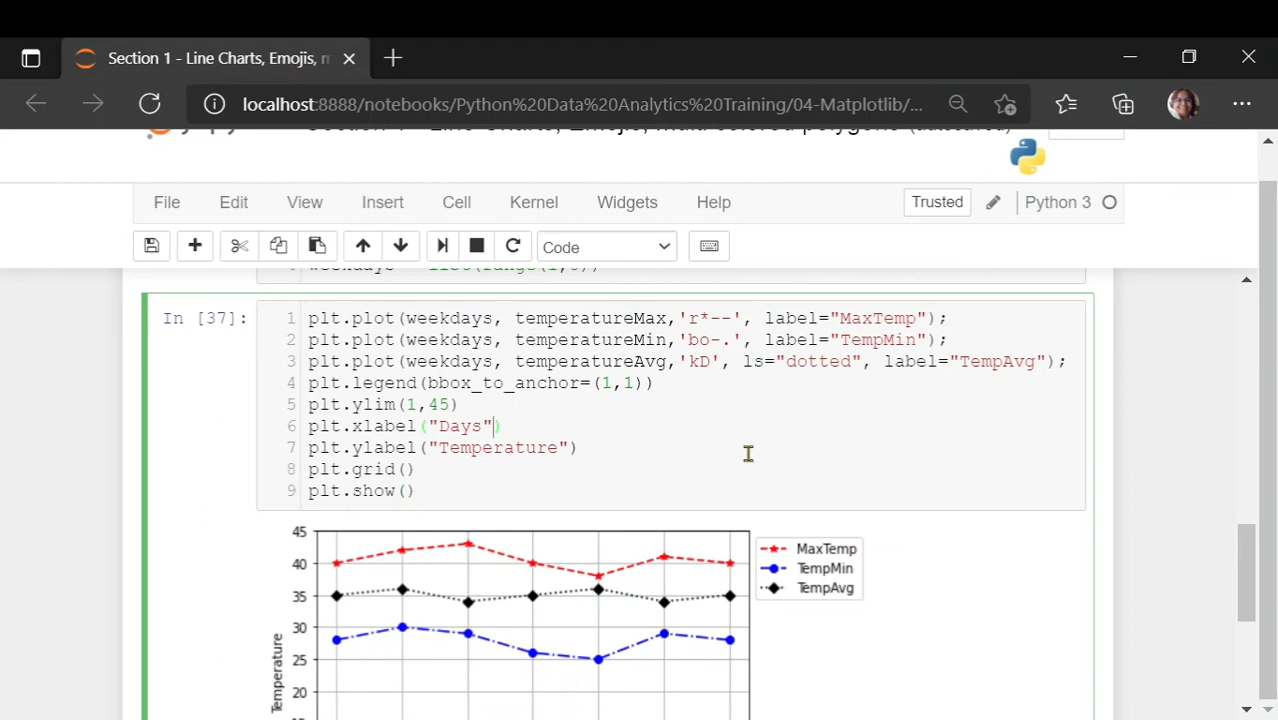 Section 1 - Line Charts, Emojis, m
localhost:8888/notebooks/Python%20Data%20Analytics%20Training/04-Matplotlib/...
File Edit View Insert Cell Kernel Widgets Help Trusted Python 3
Code
In [37]:
1 plt.plot(weekdays, temperatureMax,'r*--', label="MaxTemp");
2 plt.plot(weekdays, temperatureMin,'bo-.', label="TempMin");
3 plt.plot(weekdays, temperatureAvg,'kD', ls="dotted", label="TempAvg");
4 plt.legend(bbox_to_anchor=(1,1))
5 plt.ylim(1,45)
6 plt.xlabel("Days")
7 plt.ylabel("Temperature")
8 plt.grid()
9 plt.show()
45
40
35
30
25
20
Temperature
MaxTemp
TempMin
TempAvg